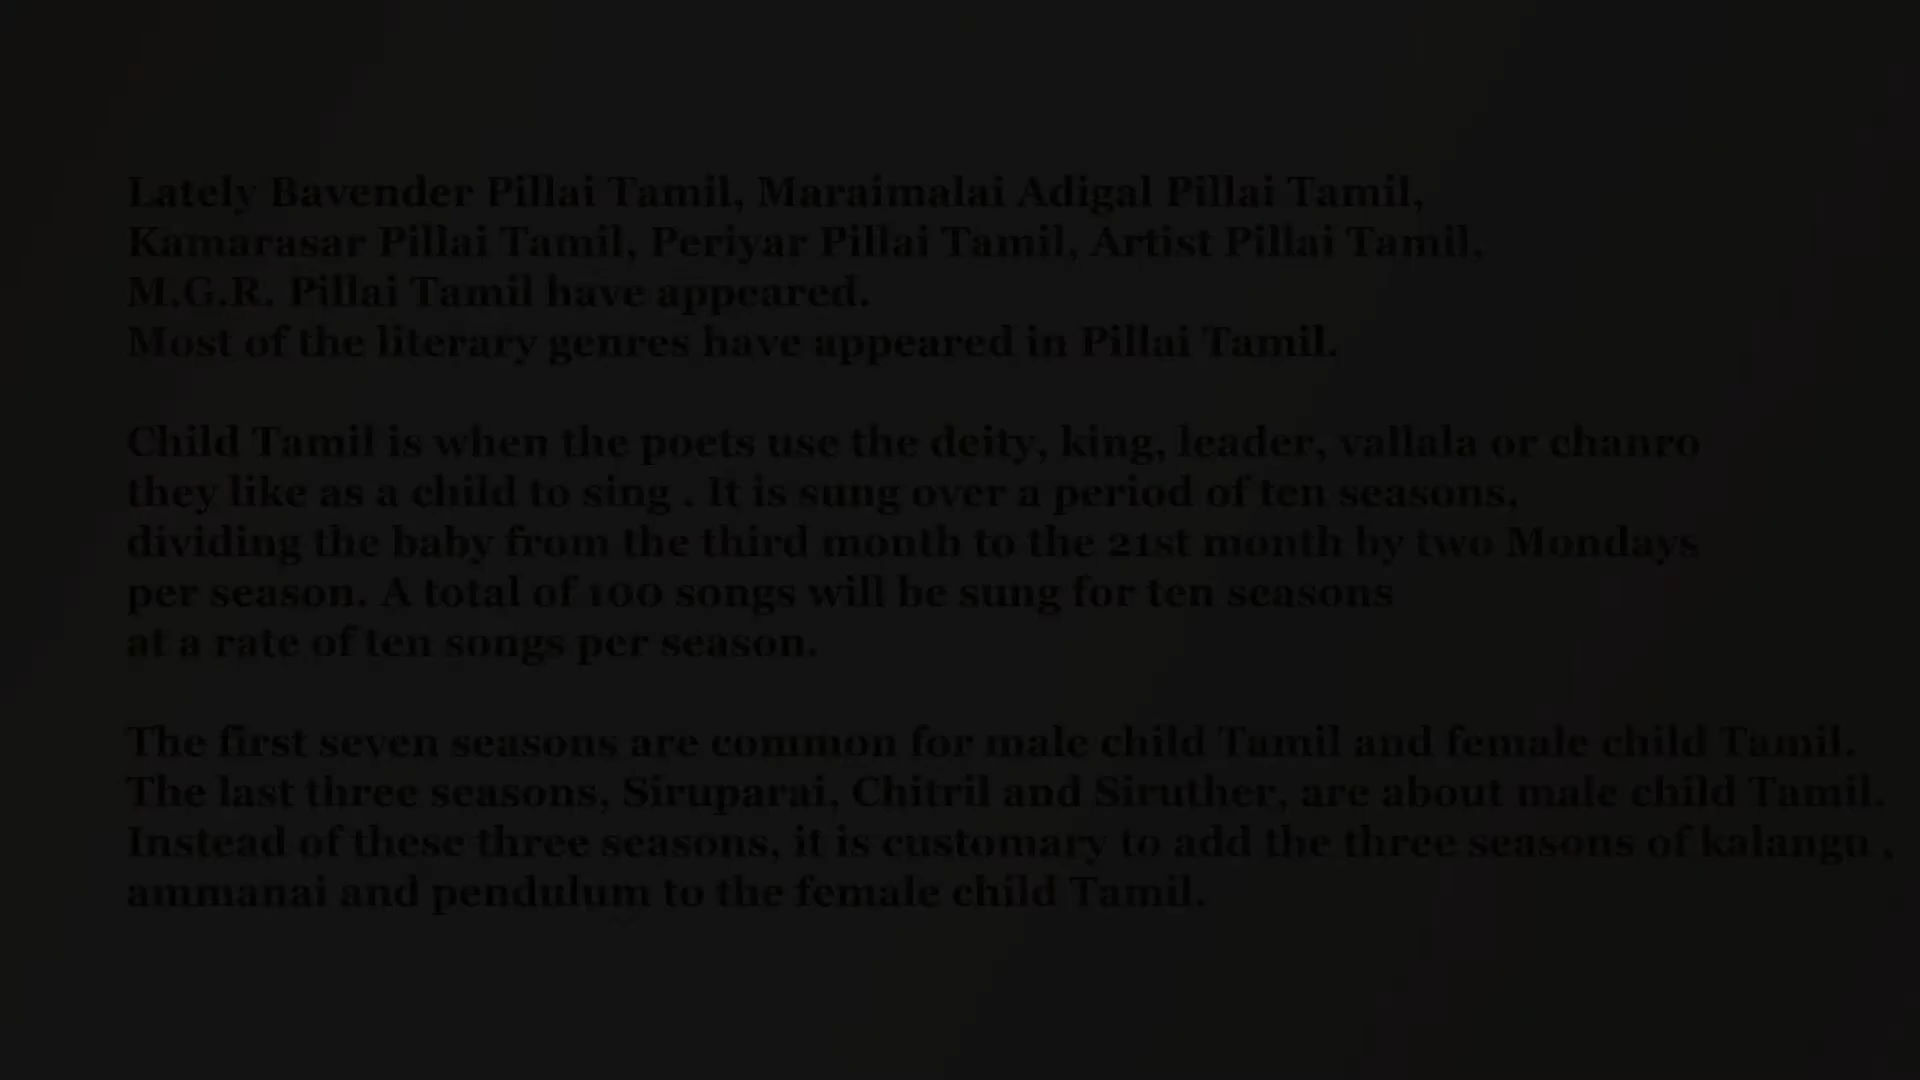 Lately Bavender Pillai Tamil, Maraimalai Adigal Pillai Tamil,
Kamarasar Pillai Tamil, Periyar Pillai Tamil, Artist Pillai Tamil,
M.G.R. Pillai Tamil have appeared.
Most of the literary genres have appeared in Pillai Tamil.
Child Tamil is when the poets use the deity, king, leader, vallala or chanro
they like as a child to sing . It is sung over a period of ten seasons,
dividing the baby from the third month to the 21st month by two Mondays
per season. A total of 100 songs will be sung for ten seasons
at a rate of ten songs per season.
The first seven seasons are common for male child Tamil and female child Tamil.
The last three seasons, Siruparai, Chitril and Siruther, are about male child Tamil.
Instead of these three seasons, it is customary to add the three seasons of kalangu ,
ammanai and pendulum to the female child Tamil.